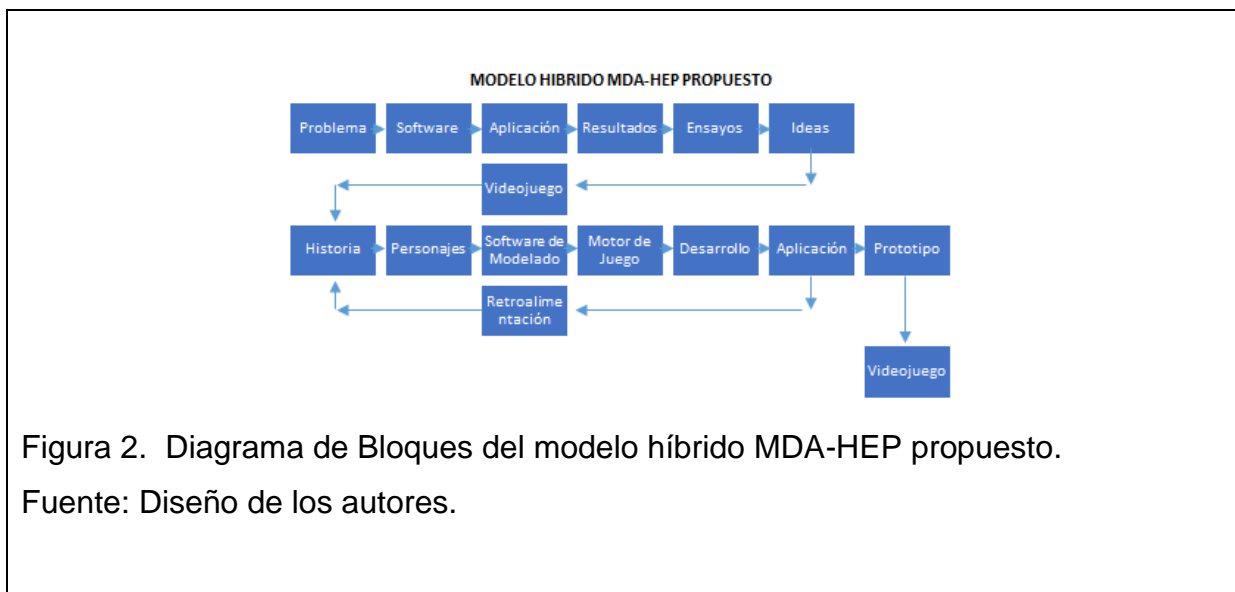 MODELO HIBRIDO MDA-HEP PROPUESTO
Problema
Software
Aplicación
Resultados
Ensayos
Ideas
Videojuego
Historia
Personajes
Software de
Modelado
Motor de
Juego
Desarrollo
Aplicación
Prototipo
Retroalime
ntación
Videojuego
Figura 2. Diagrama de Bloques del modelo híbrido MDA-HEP propuesto.
Fuente: Diseño de los autores.